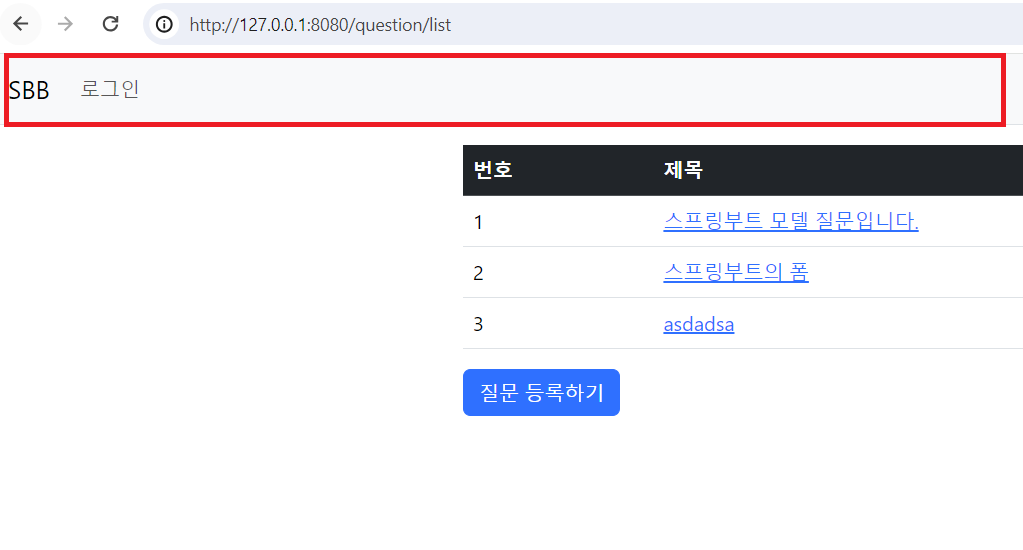 http://127.0.0.1:8080/question/list
SBB 로그인
번호 제목
1 스프링부트 모델 질문입니다.
2 스프링부트의 폼
3 asdadsa
질문 등록하기